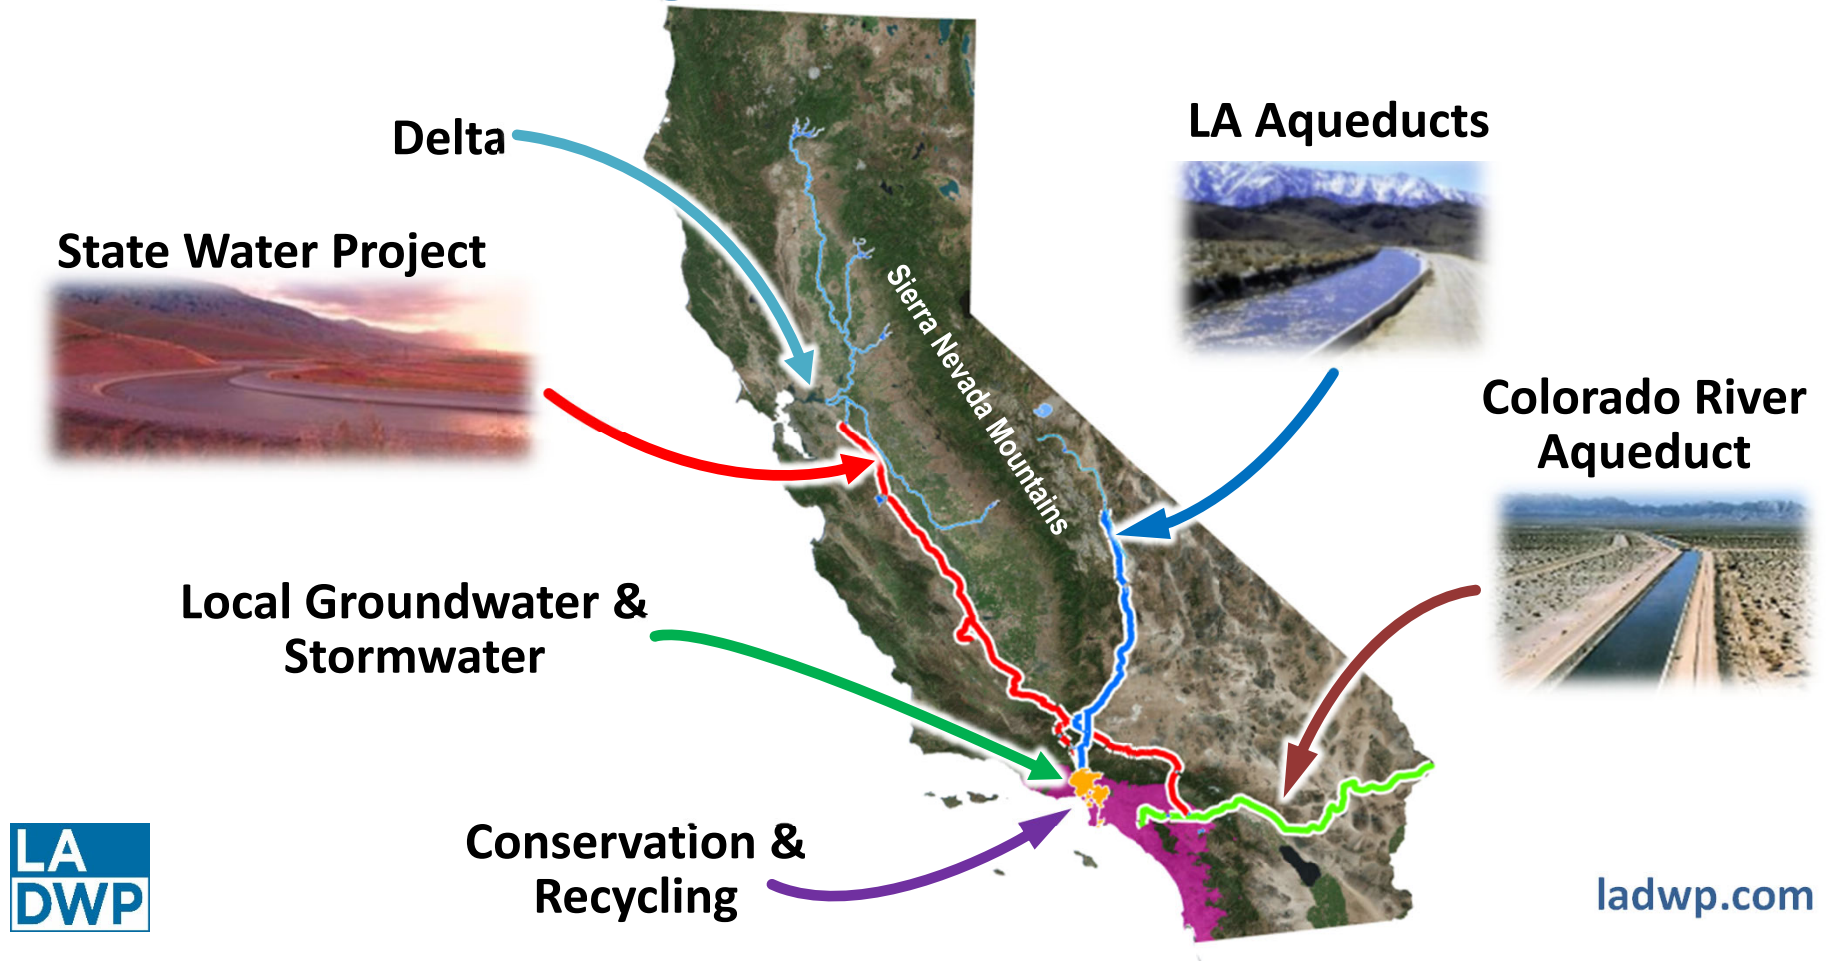 Delta
LA Aqueducts
State Water Project
Sierra Nevada Mountains
Colorado River
Aqueduct
Local Groundwater &
Stormwater
Conservation &
Recycling
LA
DWP
ladwp.com